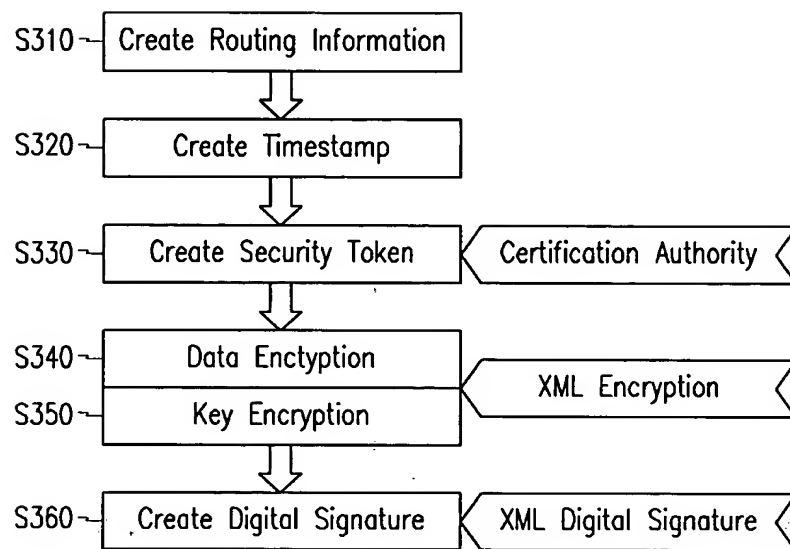 S310 Create Routing Information
S320 Create Timestamp
S330 Create Security Token Certification Authority
S340 Data Enctyption
XML Encryption
S350 Key Encryption
S360 Create Digital Signature XML Digital Signature